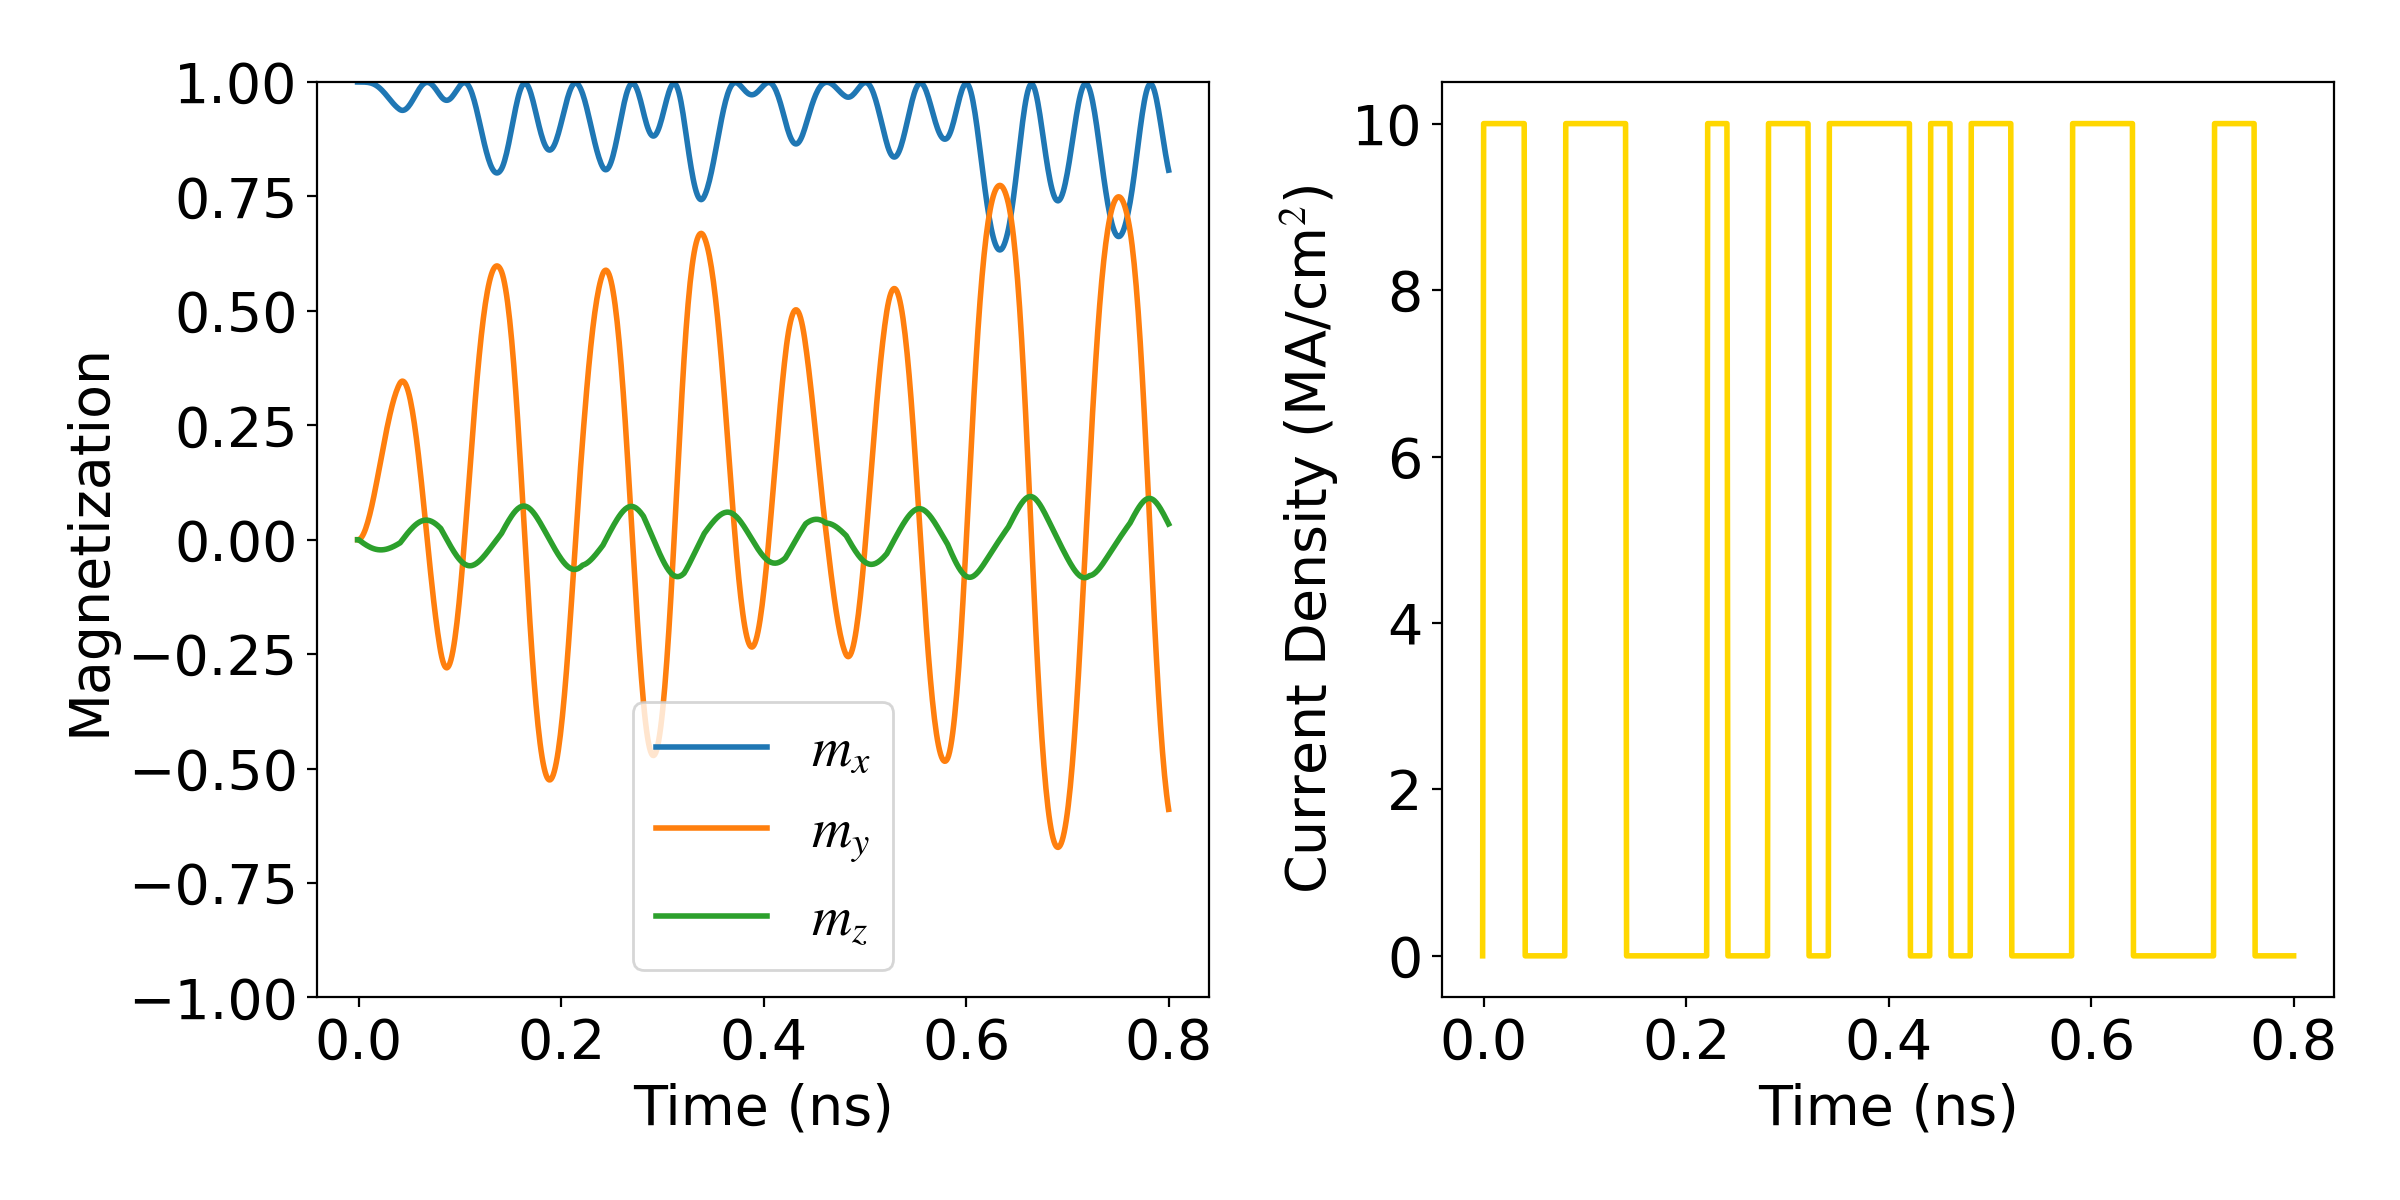 1.00
0.75
0.50
0.25
0.00
−0.25
−0.50
−0.75
−1.00
Magnetization
0.0 0.2 0.4 0.6 0.8
Time (ns)
m_x
m_y
m_z
10
8
6
4
2
0
Current Density (MA/cm²)
0.0 0.2 0.4 0.6 0.8
Time (ns)